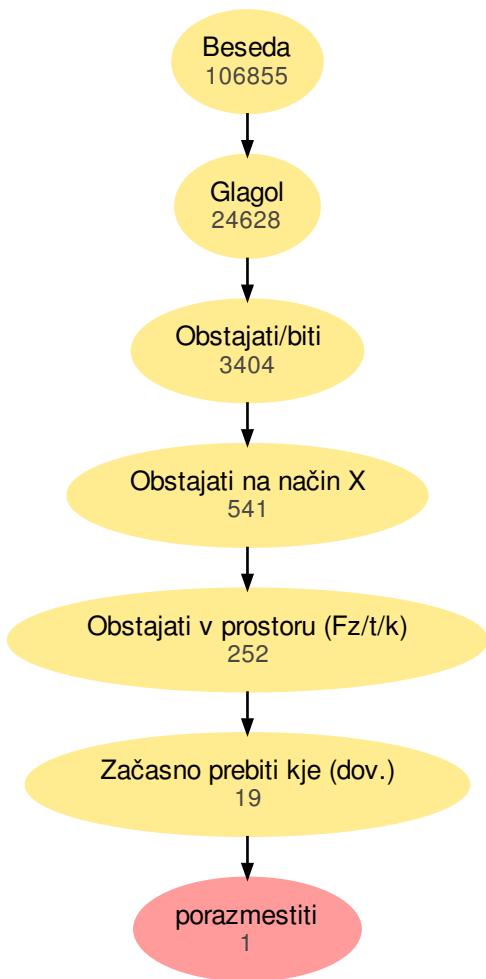 Beseda
106855
Glagol
24628
Obstajati/biti
3404
Obstajati na način X
541
Obstajati v prostoru (Fz/t/k)
252
Začasno prebiti kje (dov.)
19
porazmestiti
1